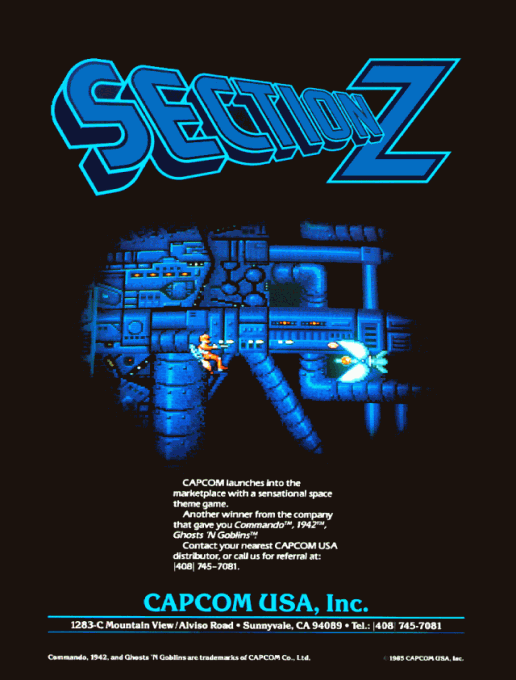 SECTION Z
CAPCOM launches into the
marketplace with a sensational space
theme game.
Another winner from the company
that gave you Commando™, 1942™,
Ghosts 'N Goblins™!
Contact your nearest CAPCOM USA
distributor, or call us for referral at:
(408) 745-7081.
CAPCOM USA, Inc.
1283-C Mountain View/Alviso Road • Sunnyvale, CA 94089 • Tel.: (408) 745-7081
Commando, 1942, and Ghosts 'N Goblins are trademarks of CAPCOM Co., Ltd.
© 1985 CAPCOM USA, Inc.